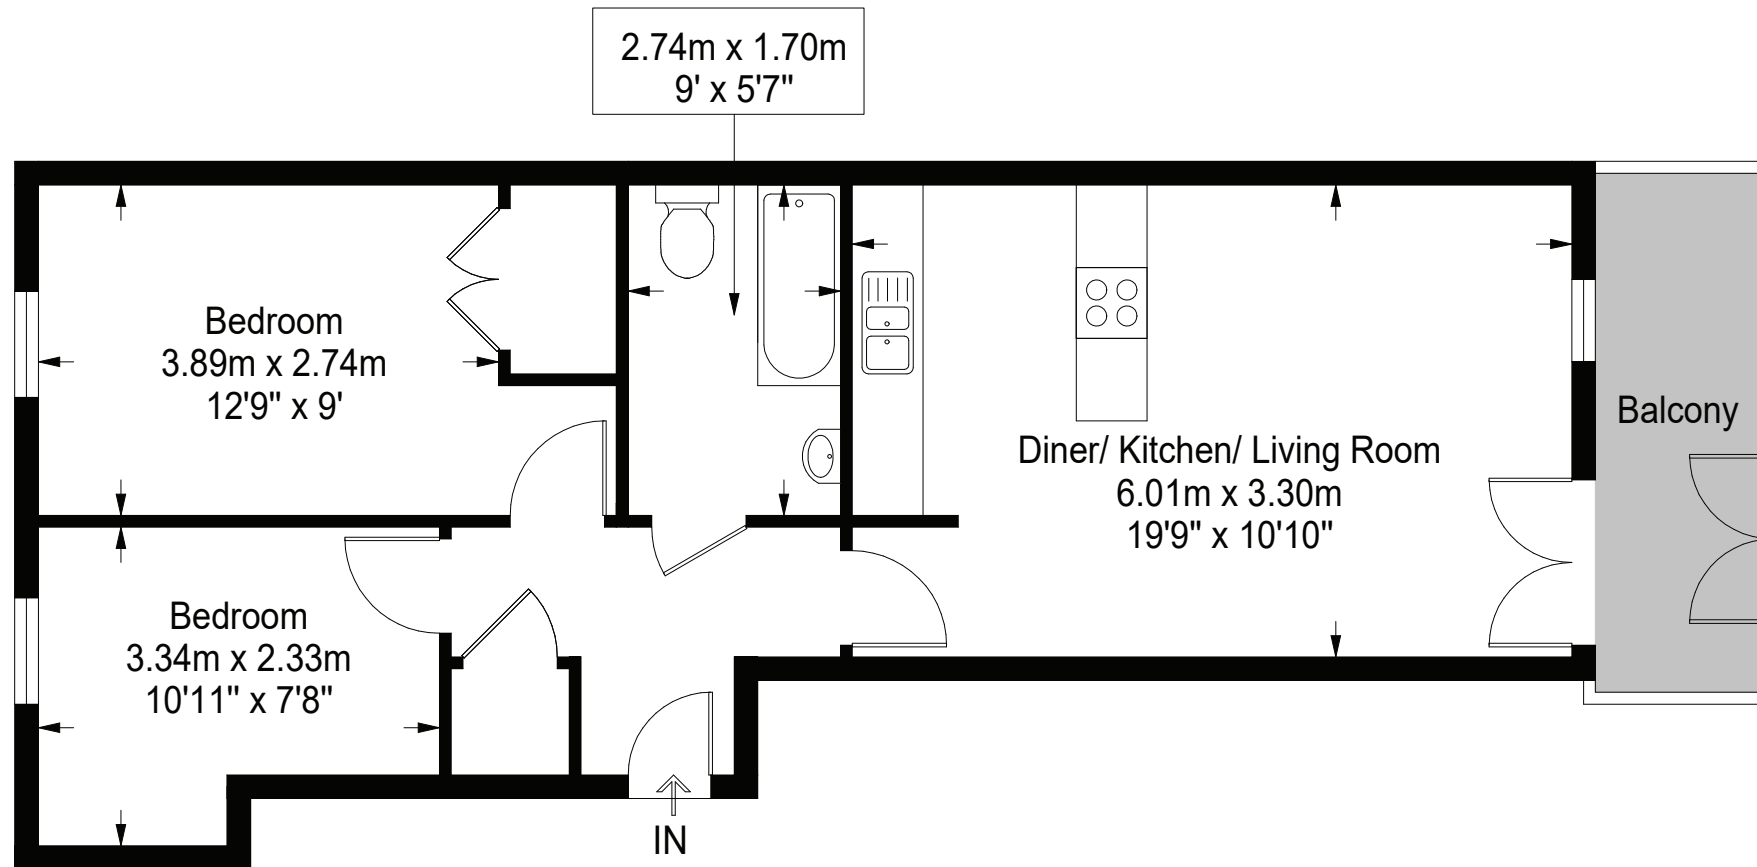 2.74m x 1.70m
9' x 5'7"
Bedroom
3.89m x 2.74m
12'9" x 9'
Diner/ Kitchen/ Living Room
6.01m x 3.30m
19'9" x 10'10"
Balcony
Bedroom
3.34m x 2.33m
10'11" x 7'8"
IN